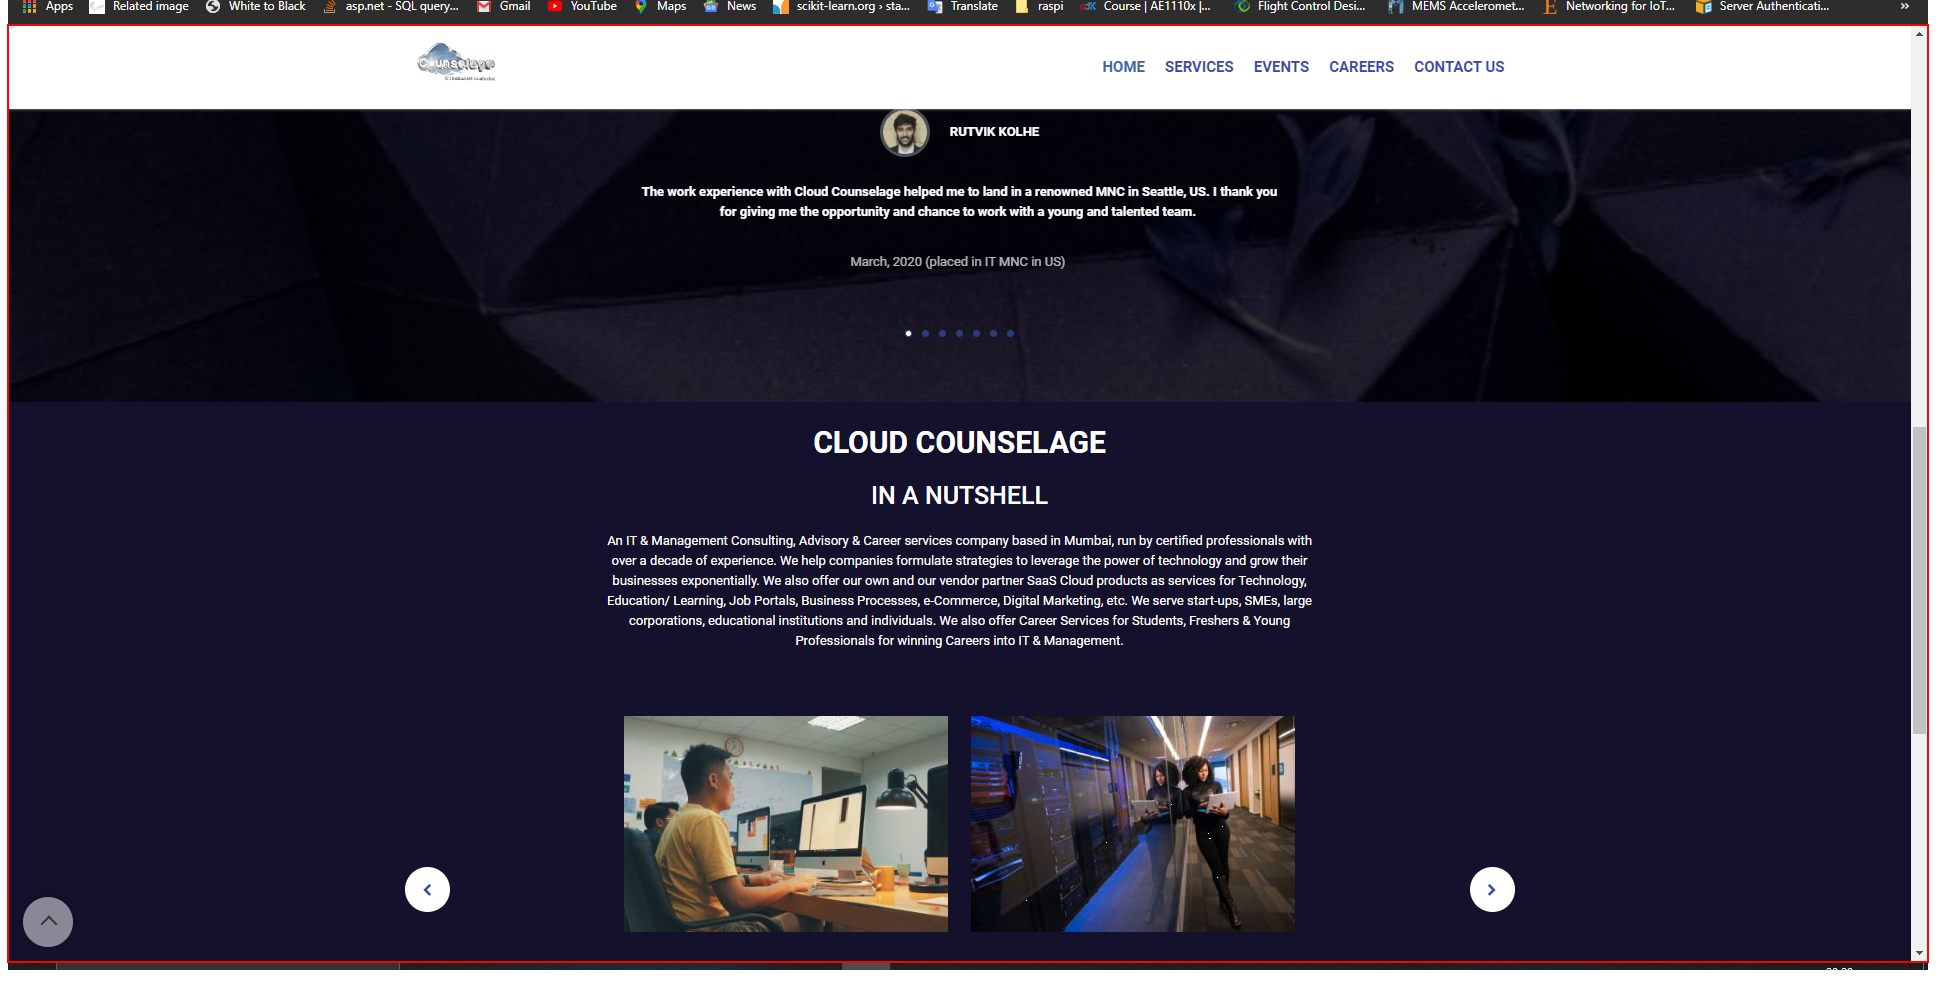 Apps Related image White to Black asp.net - SQL query... Gmail YouTube Maps News scikit-learn.org › sta... Translate raspi Course | AE1110x |... Flight Control Desi... MEMS Acceleromet... Networking for IoT... Server Authenticati... »
Counselage
HOME SERVICES EVENTS CAREERS CONTACT US
RUTVIK KOLHE
The work experience with Cloud Counselage helped me to land in a renowned MNC in Seattle, US. I thank you
for giving me the opportunity and chance to work with a young and talented team.
March, 2020 (placed in IT MNC in US)
CLOUD COUNSELAGE
IN A NUTSHELL
An IT & Management Consulting, Advisory & Career services company based in Mumbai, run by certified professionals with
over a decade of experience. We help companies formulate strategies to leverage the power of technology and grow their
businesses exponentially. We also offer our own and our vendor partner SaaS Cloud products as services for Technology,
Education/ Learning, Job Portals, Business Processes, e-Commerce, Digital Marketing, etc. We serve start-ups, SMEs, large
corporations, educational institutions and individuals. We also offer Career Services for Students, Freshers & Young
Professionals for winning Careers into IT & Management.